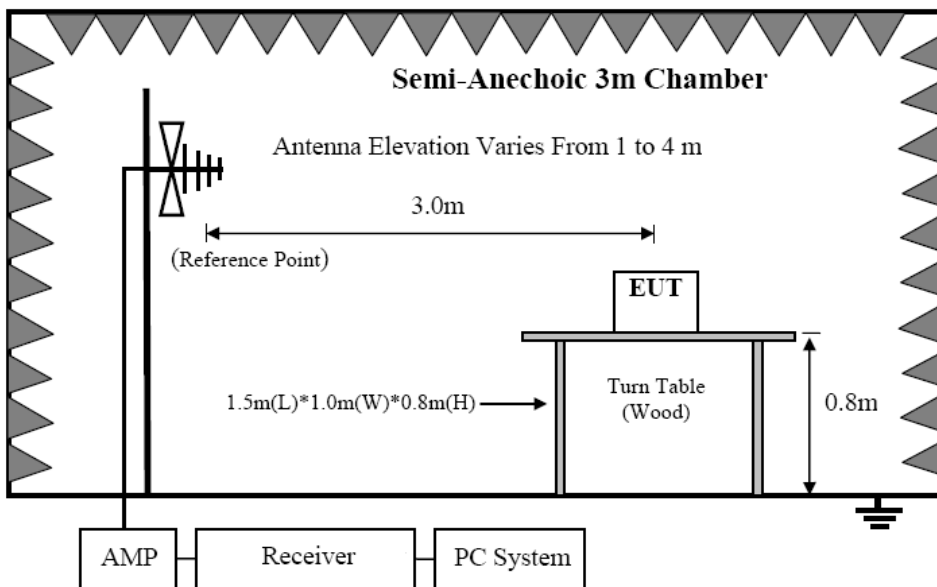 Semi-Anechoic 3m Chamber
Antenna Elevation Varies From 1 to 4 m
3.0m
(Reference Point)
EUT
1.5m(L)*1.0m(W)*0.8m(H)
Turn Table
(Wood)
0.8m
AMP
Receiver
PC System